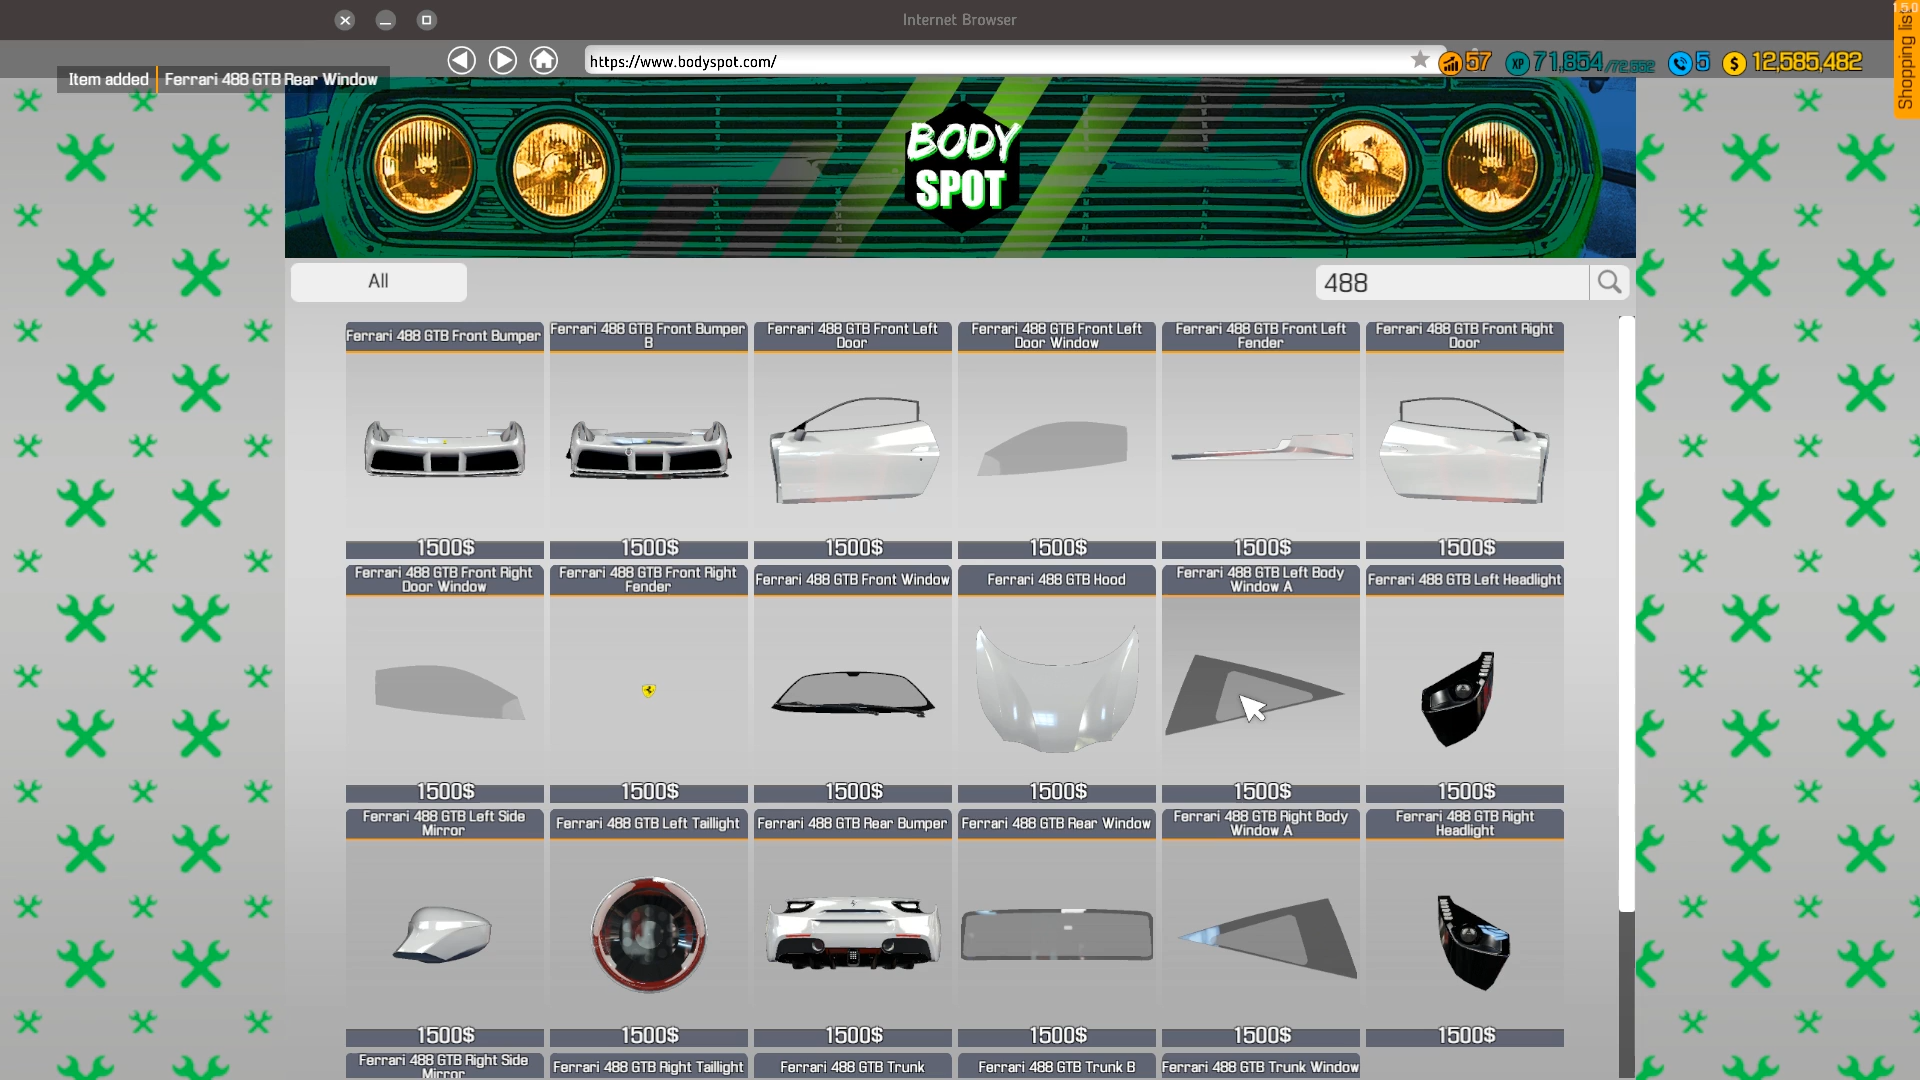 Internet Browser
1.5.0
Shopping list
https://www.bodyspot.com/
57
XP
71,854/72,552
5
$
12,585,482
Item added
Ferrari 488 GTB Rear Window
BODY
SPOT
All
488
Ferrari 488 GTB Front Bumper
Ferrari 488 GTB Front Bumper
B
Ferrari 488 GTB Front Left
Door
Ferrari 488 GTB Front Left
Door Window
Ferrari 488 GTB Front Left
Fender
Ferrari 488 GTB Front Right
Door
1500$
1500$
1500$
1500$
1500$
1500$
Ferrari 488 GTB Front Right
Door Window
Ferrari 488 GTB Front Right
Fender
Ferrari 488 GTB Front Window
Ferrari 488 GTB Hood
Ferrari 488 GTB Left Body
Window A
Ferrari 488 GTB Left Headlight
1500$
1500$
1500$
1500$
1500$
1500$
Ferrari 488 GTB Left Side
Mirror
Ferrari 488 GTB Left Taillight
Ferrari 488 GTB Rear Bumper
Ferrari 488 GTB Rear Window
Ferrari 488 GTB Right Body
Window A
Ferrari 488 GTB Right
Headlight
1500$
1500$
1500$
1500$
1500$
1500$
Ferrari 488 GTB Right Side
Mirror
Ferrari 488 GTB Right Taillight
Ferrari 488 GTB Trunk
Ferrari 488 GTB Trunk B
Ferrari 488 GTB Trunk Window